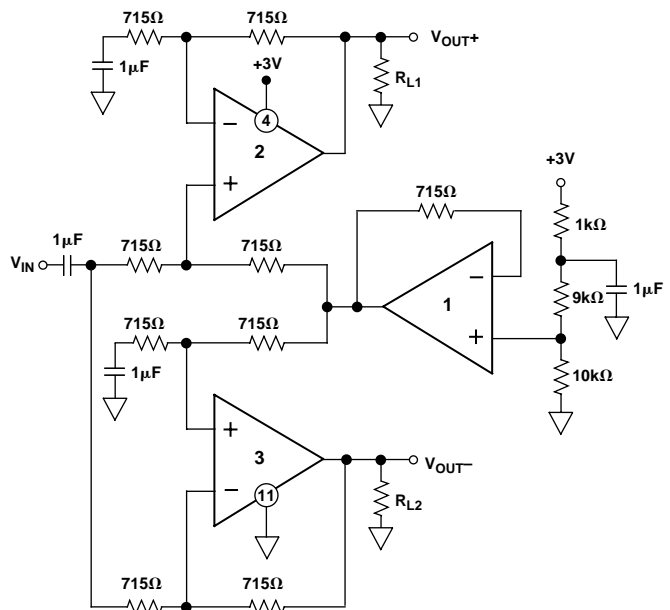 715Ω 715Ω
1µF
+3V
V_OUT+
R_L1
4
−
2
+
+3V
715Ω
1kΩ
V_IN
1µF
715Ω 715Ω
−
1
+
9kΩ
1µF
10kΩ
715Ω 715Ω
1µF
+
3
−
11
V_OUT−
R_L2
715Ω 715Ω